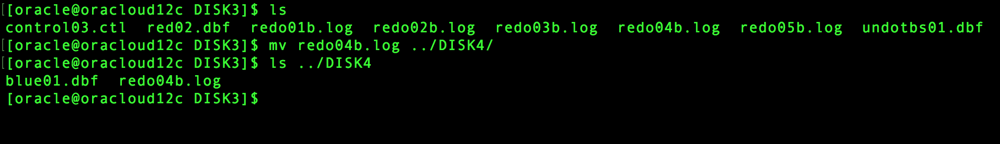 [[oracle@oracloud12c DISK3]$ ls
control03.ctl  red02.dbf  redo01b.log  redo02b.log  redo03b.log  redo04b.log  redo05b.log  undotbs01.dbf
[[oracle@oracloud12c DISK3]$ mv redo04b.log ../DISK4/
[[oracle@oracloud12c DISK3]$ ls ../DISK4
blue01.dbf  redo04b.log
[oracle@oracloud12c DISK3]$